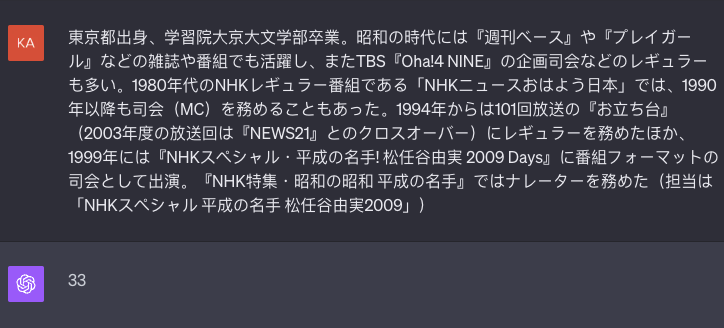 KA
東京都出身、学習院大京大文学部卒業。昭和の時代には『週刊ベース』や『プレイガー
ル』などの雑誌や番組でも活躍し、またTBS『Oha!4 NINE』の企画司会などのレギュラー
も多い。1980年代のNHKレギュラー番組である「NHKニュースおはよう日本」では、1990
年以降も司会（MC）を務めることもあった。1994年からは101回放送の『お立ち台』
（2003年度の放送回は『NEWS21』とのクロスオーバー）にレギュラーを務めたほか、
1999年には『NHKスペシャル・平成の名手! 松任谷由実 2009 Days』に番組フォーマットの
司会として出演。『NHK特集・昭和の昭和 平成の名手』ではナレーターを務めた（担当は
「NHKスペシャル 平成の名手 松任谷由実2009」）
33